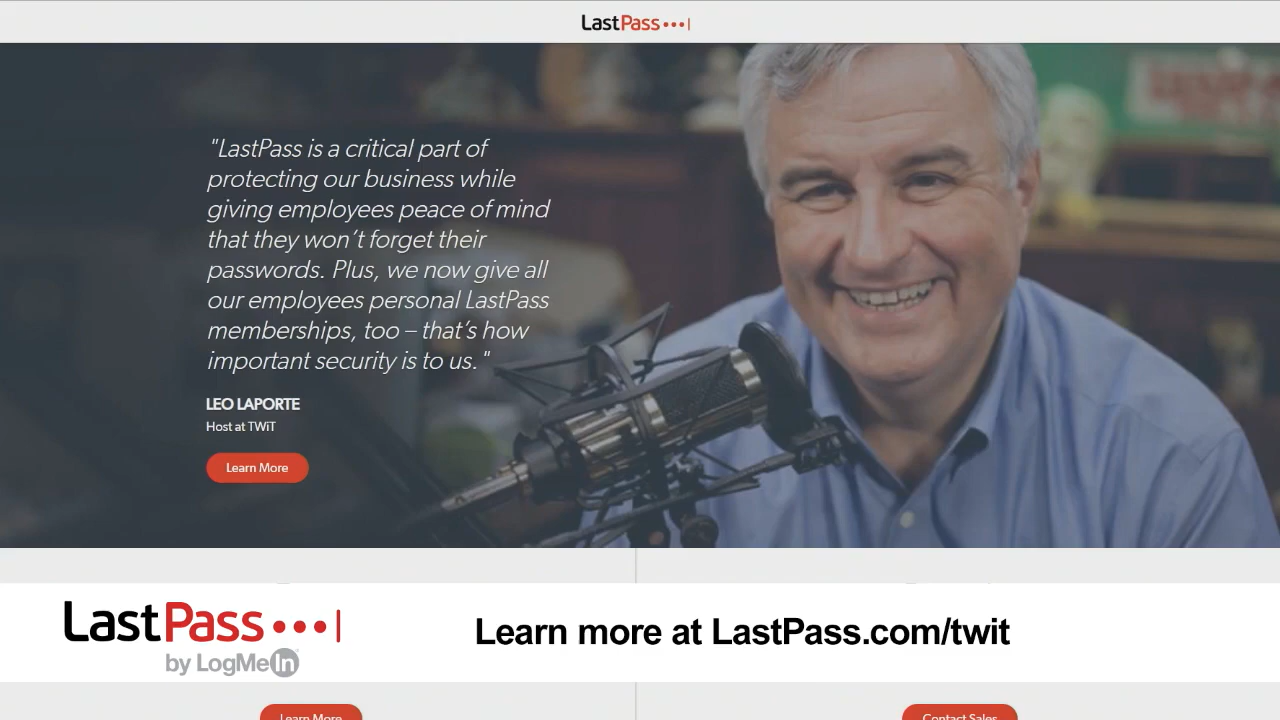 LastPass
"LastPass is a critical part of
protecting our business while
giving employees peace of mind
that they won't forget their
passwords. Plus, we now give all
our employees personal LastPass
memberships, too – that's how
important security is to us."
LEO LAPORTE
Host at TWiT
Learn More
LastPass
by LogMeIn
Learn more at LastPass.com/twit
Learn More
Contact Sales